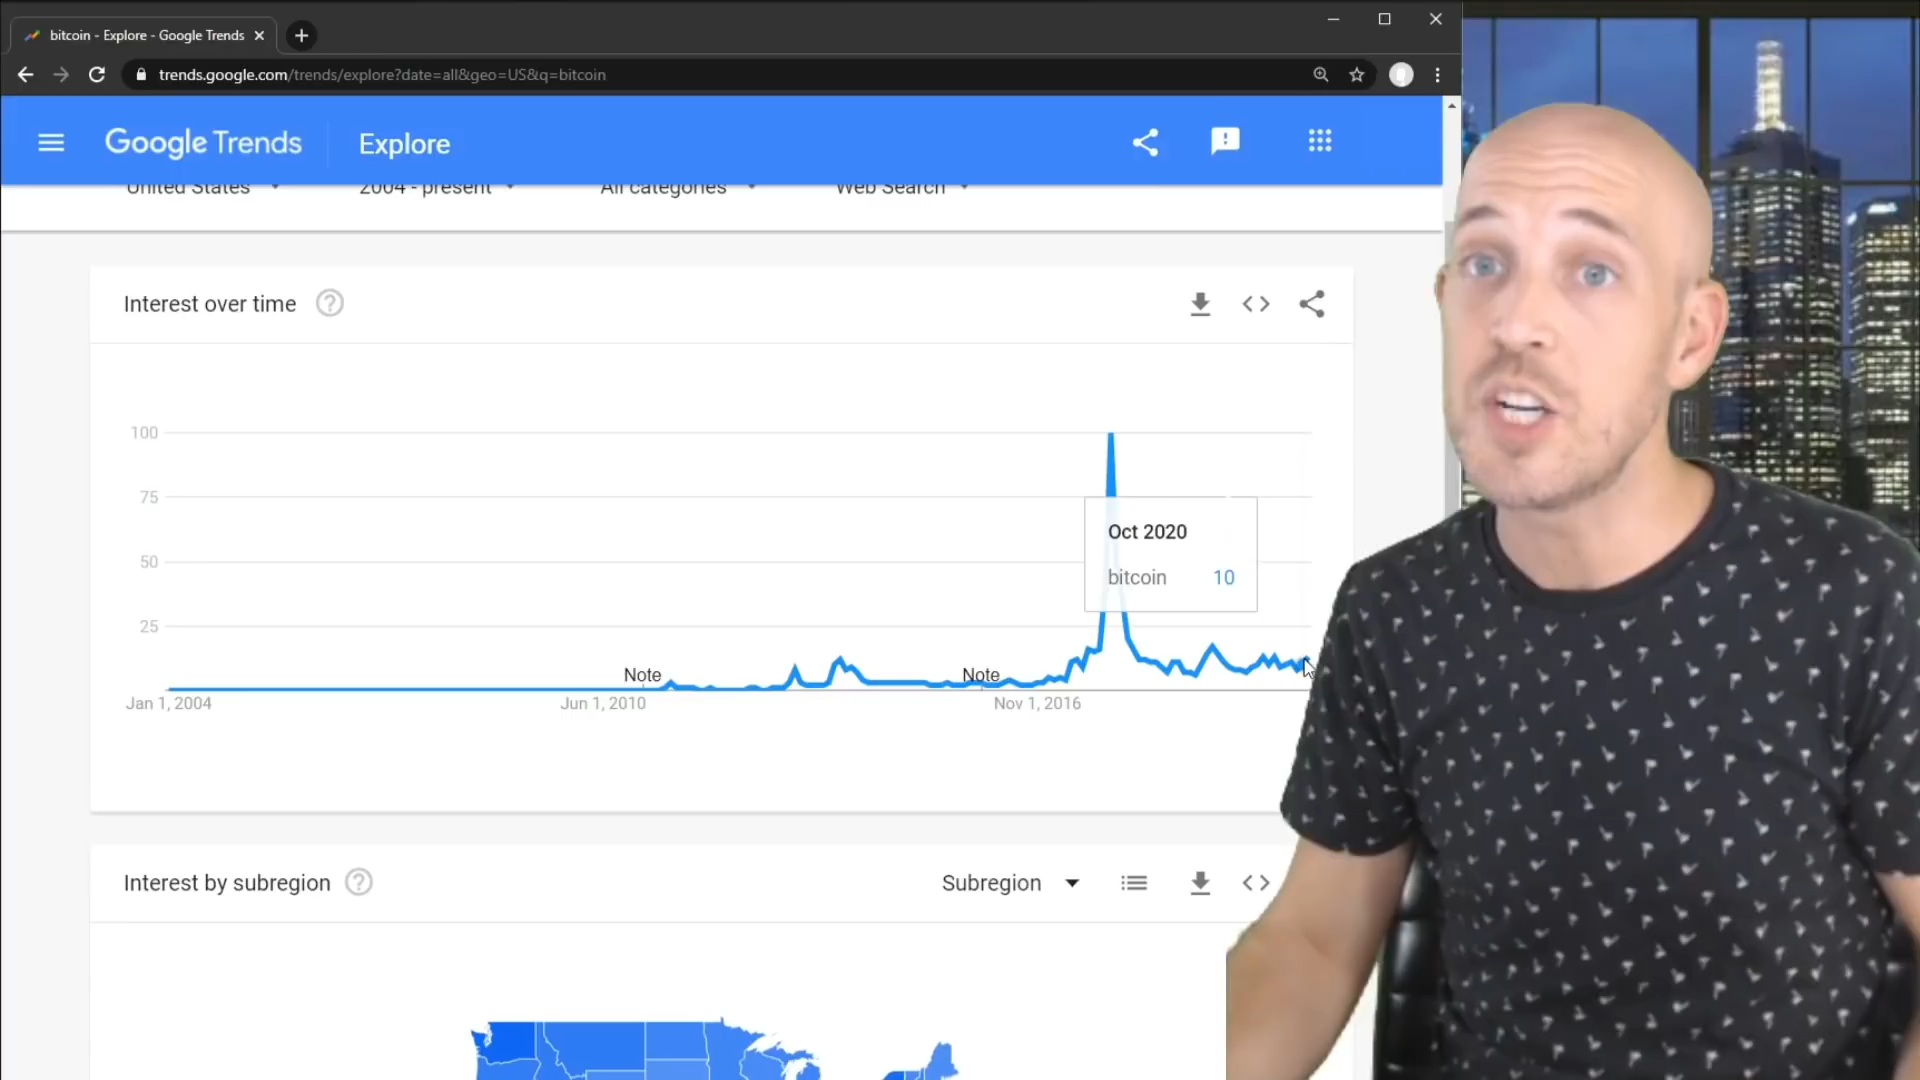 bitcoin - Explore - Google Trends
trends.google.com/trends/explore?date=all&geo=US&q=bitcoin
Google Trends
Explore
United States
2004 - present
All categories
Web Search
Interest over time
100
75
50
25
Oct 2020
bitcoin 10
Note
Note
Jan 1, 2004
Jun 1, 2010
Nov 1, 2016
Interest by subregion
Subregion